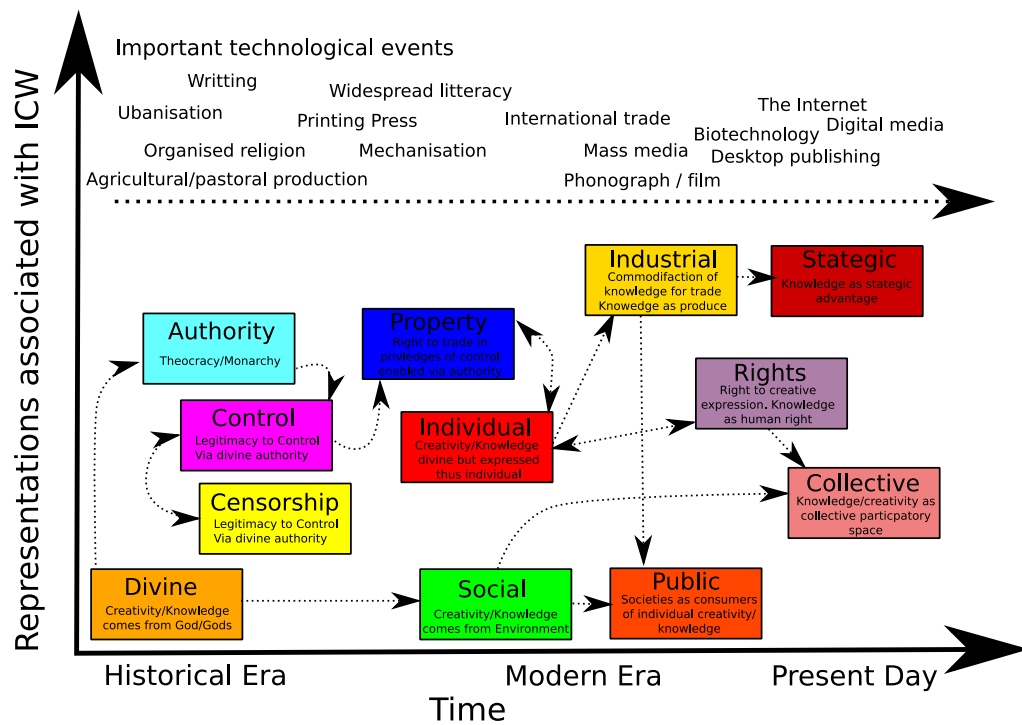 Representations associated with ICW
Important technological events
Writting
Ubanisation
Widespread litteracy
Printing Press
Organised religion
Mechanisation
Agricultural/pastoral production
International trade
Mass media
Phonograph / film
The Internet
Biotechnology
Digital media
Desktop publishing
Authority
Theocracy/Monarchy
Control
Legitimacy to Control
Via divine authority
Censorship
Legitimacy to Control
Via divine authority
Divine
Creativity/Knowledge
comes from God/Gods
Property
Right to trade in
priviledges of control
enabled via authority
Individual
Creativity/Knowledge
divine but expressed
thus individual
Social
Creativity/Knowledge
comes from Environment
Industrial
Commodifaction of
knowledge for trade
Knowedge as produce
Stategic
Knowledge as stategic
advantage
Rights
Right to creative
expression. Knowledge
as human right
Collective
Knowledge/creativity as
collective particpatory
space
Public
Societies as consumers
of individual creativity/
knowledge
Historical Era
Modern Era
Present Day
Time